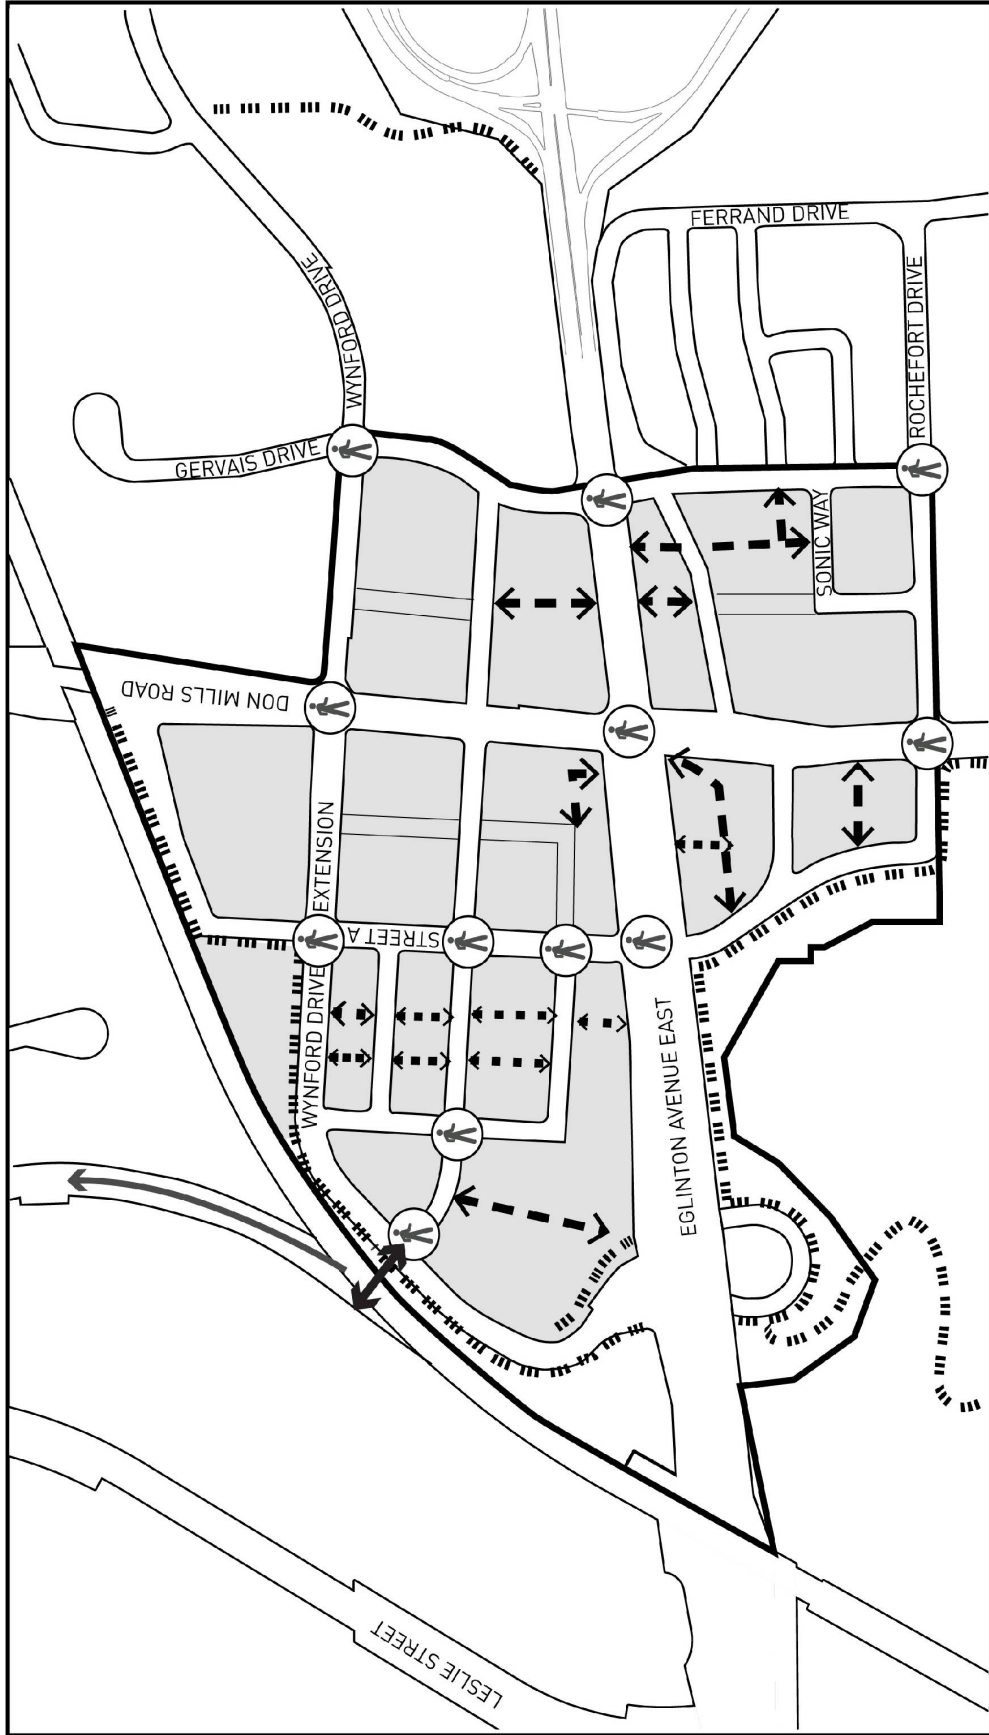 FERRAND DRIVE
WYNFORD DRIVE
ROCHEFORT DRIVE
GERVAIS DRIVE
SONIC WAY
DON MILLS ROAD
WYNFORD DRIVE EXTENSION
STREET A
EGLINTON AVENUE EAST
LESLIE STREET